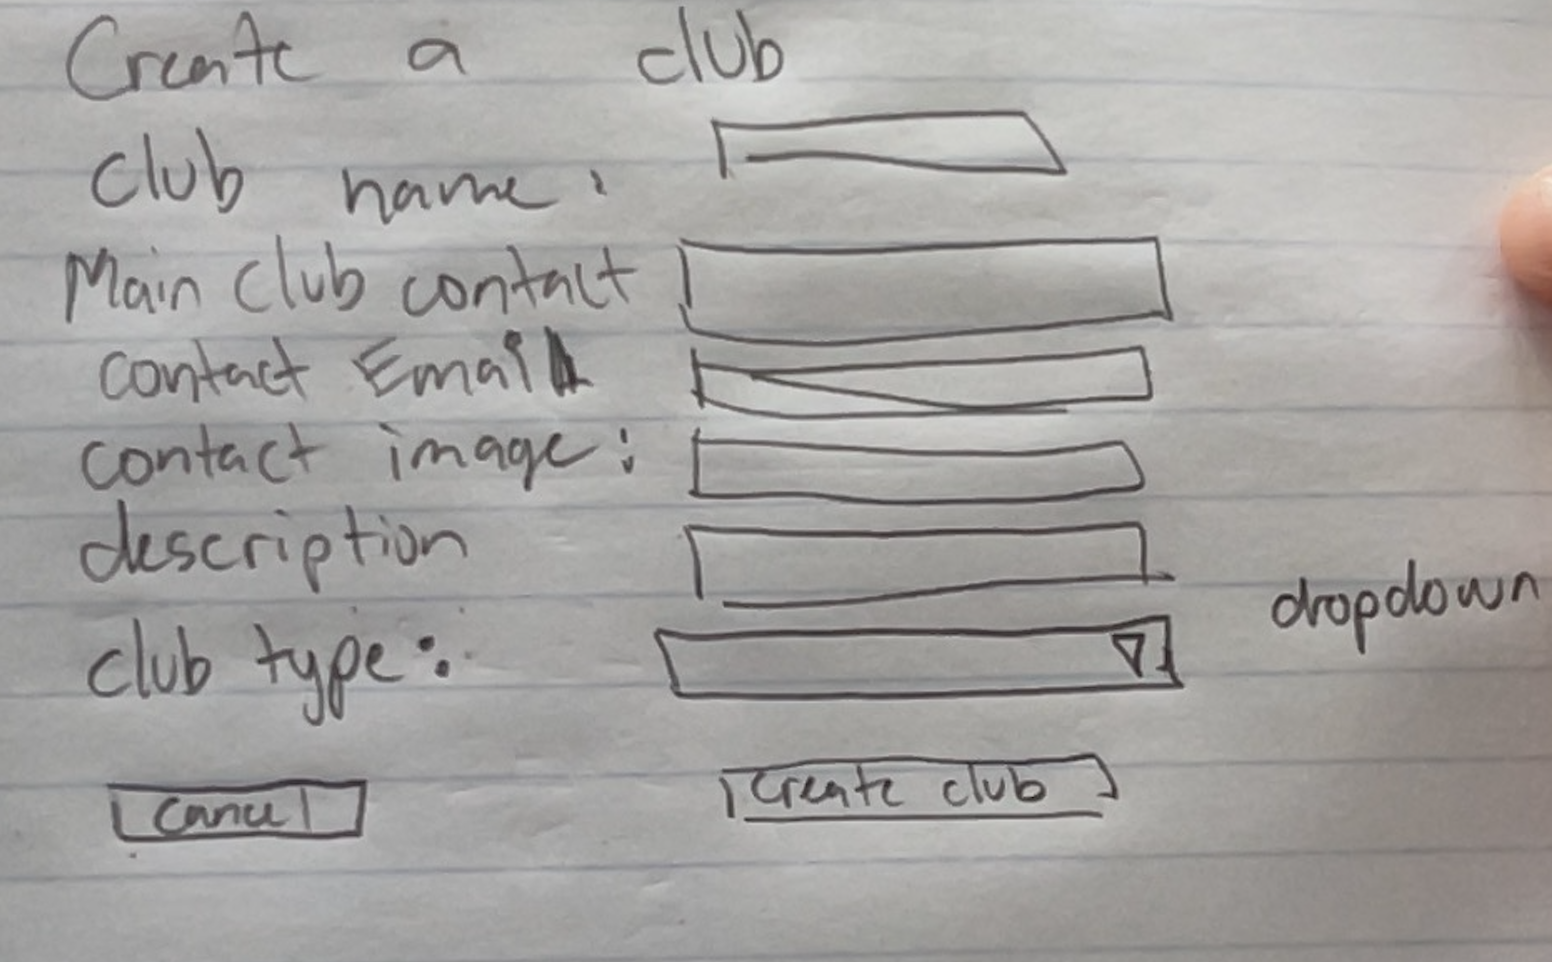 Create a club
club name:
Main club contact
contact Email
contact image:
description
club type:
dropdown
Cancel
Create club